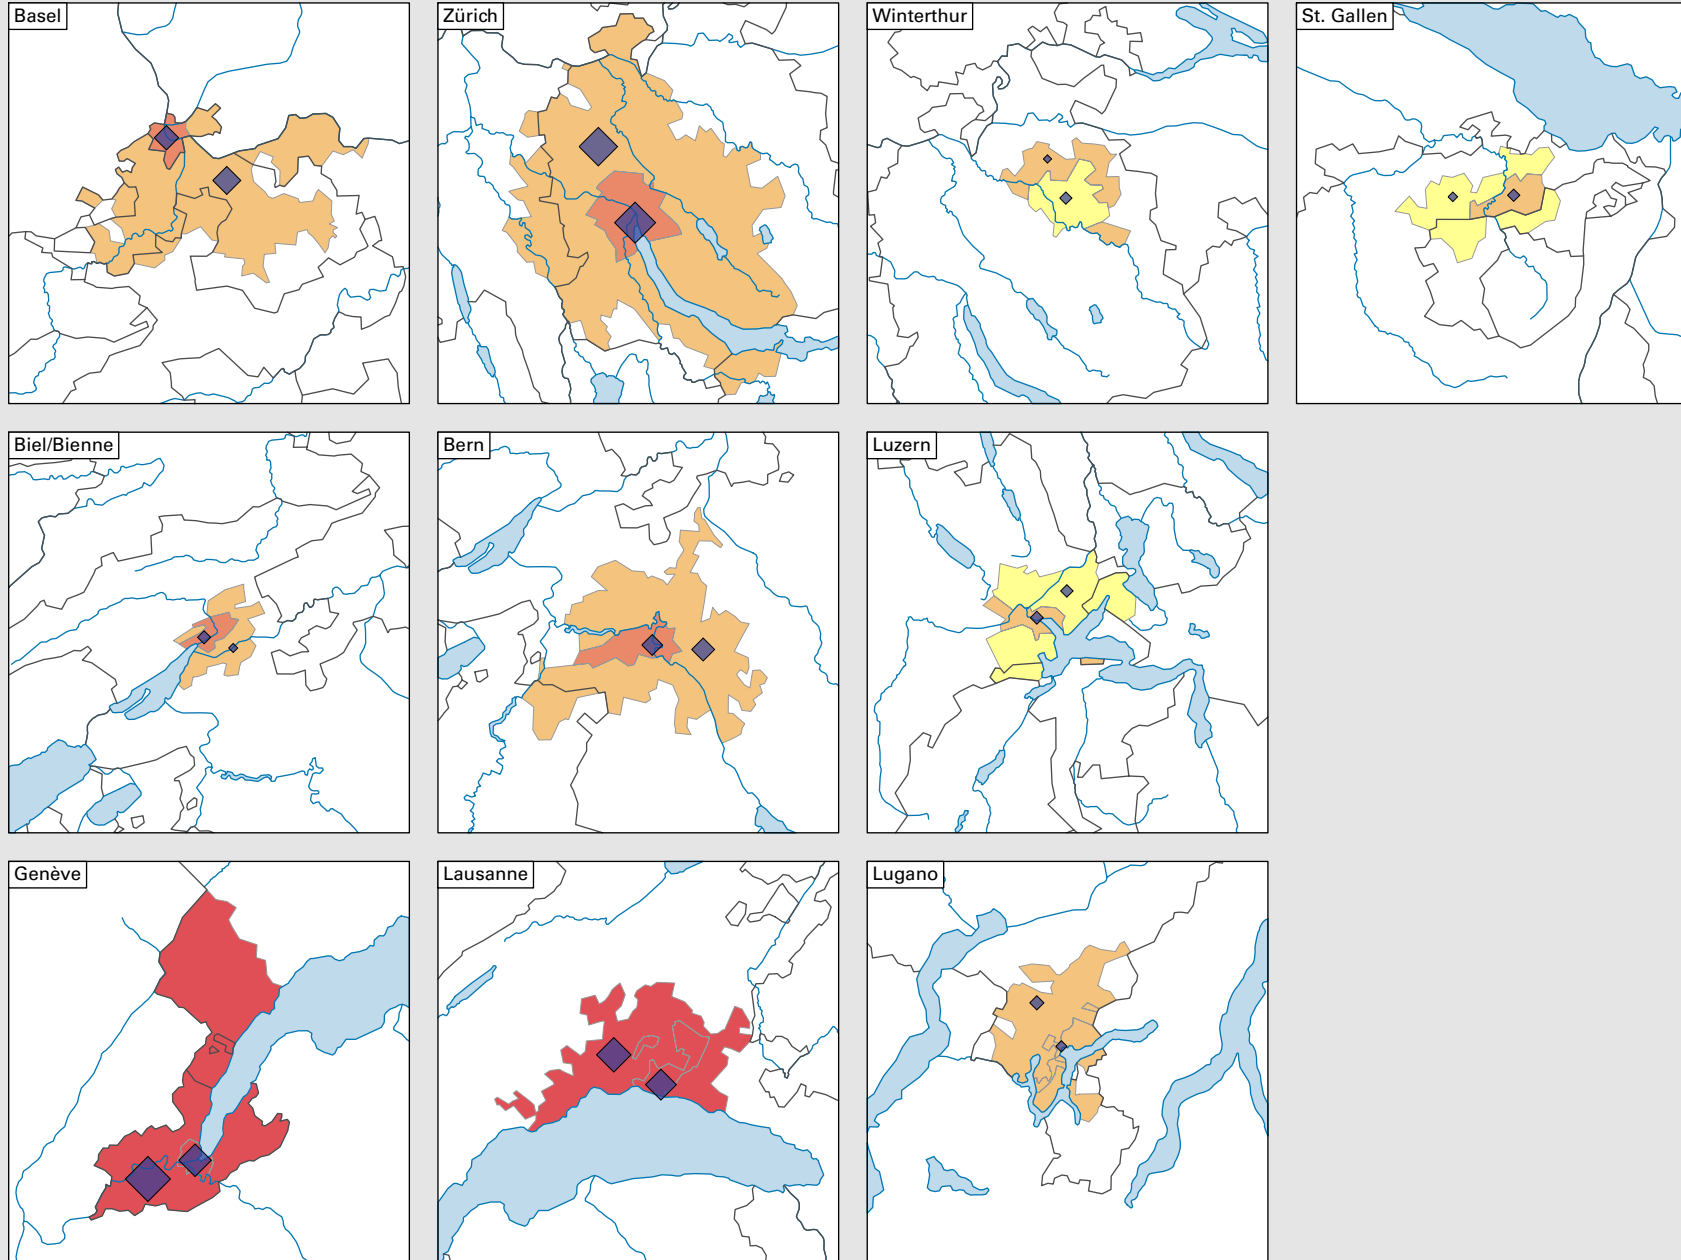 Basel
Zürich
Winterthur
St. Gallen
Biel/Bienne
Bern
Luzern
Genève
Lausanne
Lugano